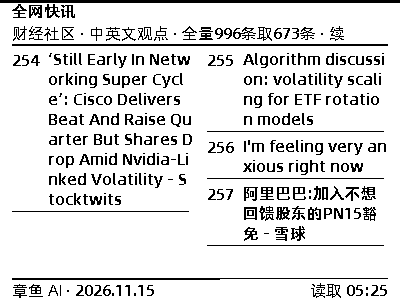 全网快讯
财经社区 · 中英文观点 · 全量996条取673条 · 续
254 ‘Still Early In Netw
orking Super Cycl
e’: Cisco Delivers
Beat And Raise Qu
arter But Shares D
rop Amid Nvidia-Li
nked Volatility - S
tocktwits
255 Algorithm discussi
on: volatility scali
ng for ETF rotatio
n models
256 I'm feeling very an
xious right now
257 阿里巴巴:加入不想
回馈股东的PN15豁
免 - 雪球
章鱼 AI · 2026.11.15
读取 05:25